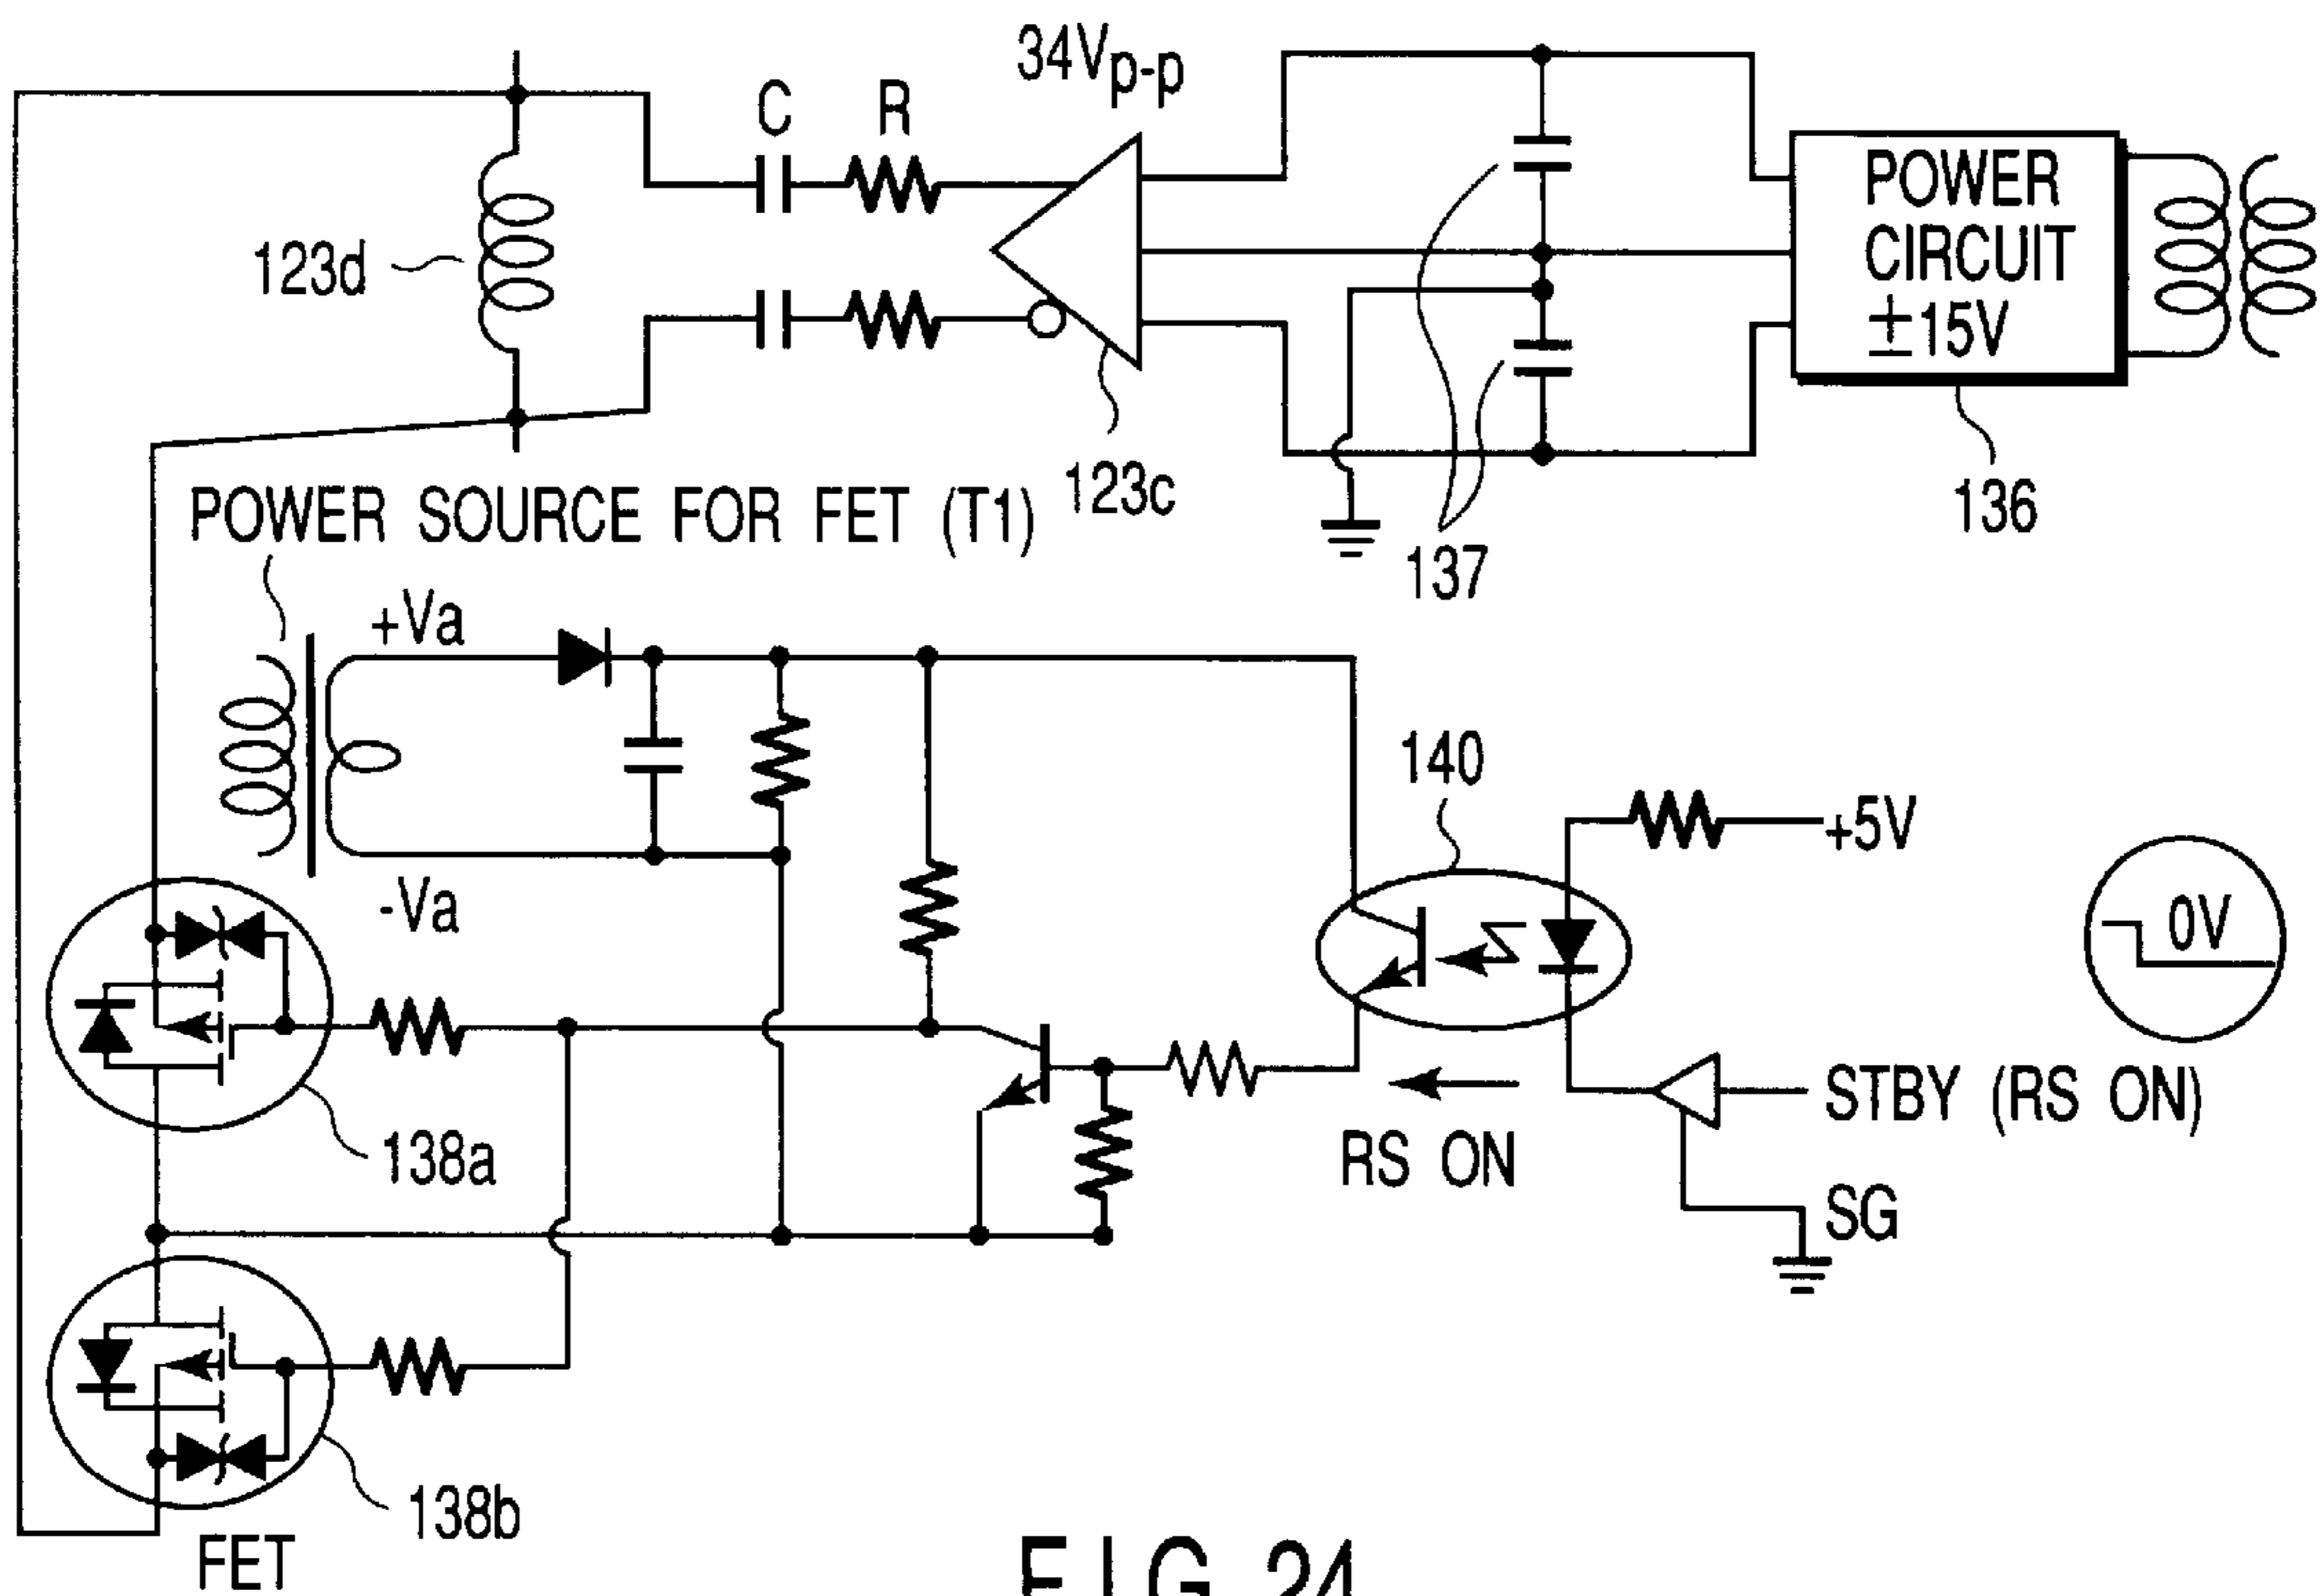 34Vp-p
C
R
POWER
CIRCUIT
±15V
123d
123c
136
137
POWER SOURCE FOR FET (T1)
+Va
-Va
140
+5V
0V
STBY (RS ON)
RS ON
SG
138a
138b
FET
FIG. 24